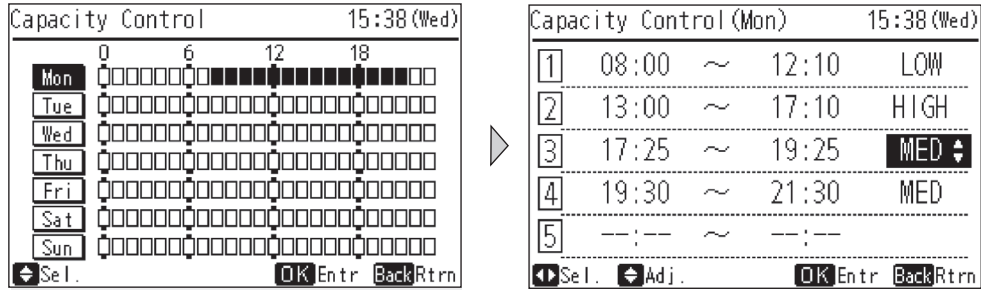 Capacity Control 15:38(Wed)
0 6 12 18
Mon
Tue
Wed
Thu
Fri
Sat
Sun
Sel. OK Entr Back Rtrn
Capacity Control(Mon) 15:38(Wed)
1 08:00 ~ 12:10 LOW
2 13:00 ~ 17:10 HIGH
3 17:25 ~ 19:25 MED
4 19:30 ~ 21:30 MED
5 --:-- ~ --:--
Sel. Adj. OK Entr Back Rtrn